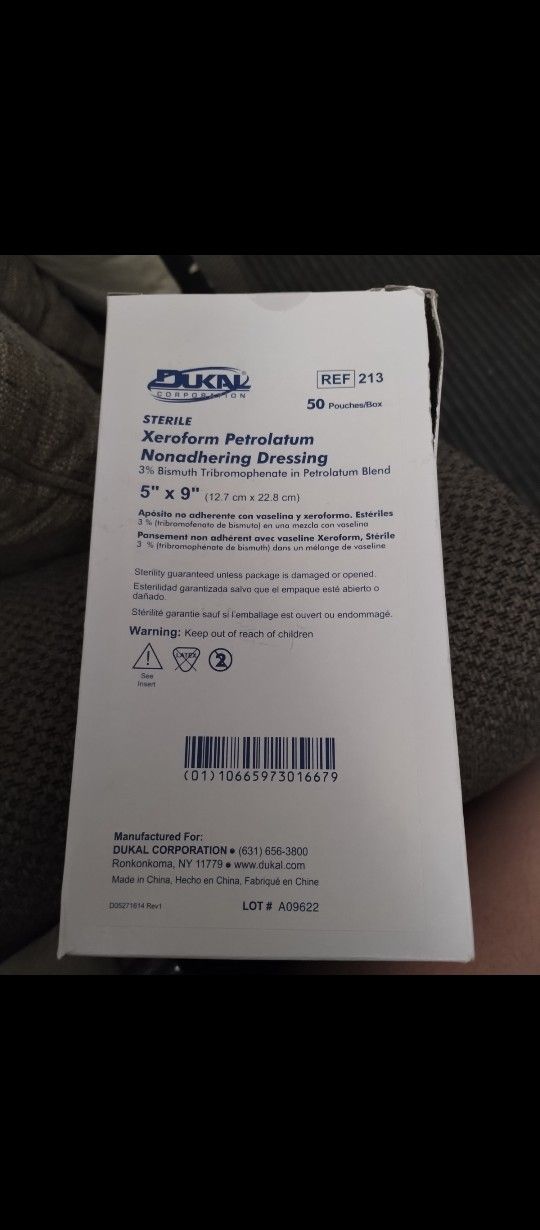 DUKAL
CORPORATION
REF 213
50 Pouches/Box
STERILE
Xeroform Petrolatum
Nonadhering Dressing
3% Bismuth Tribromophenate in Petrolatum Blend
5" x 9" (12.7 cm x 22.8 cm)
Apósito no adherente con vaselina y xeroformo. Estériles
3 % (tribromofenato de bismuto) en una mezcla con vaselina
Pansement non adhérent avec vaseline Xeroform, Stérile
3 % (tribromophénate de bismuth) dans un mélange de vaseline
Sterility guaranteed unless package is damaged or opened.
Esterilidad garantizada salvo que el empaque esté abierto o
dañado.
Stérilité garantie sauf si l'emballage est ouvert ou endommagé.
Warning: Keep out of reach of children
LATEX
2
See
Insert
(01)10665973016679
Manufactured For:
DUKAL CORPORATION • (631) 656-3800
Ronkonkoma, NY 11779 • www.dukal.com
Made in China, Hecho en China, Fabriqué en Chine
D05271614 Rev1
LOT # A09622